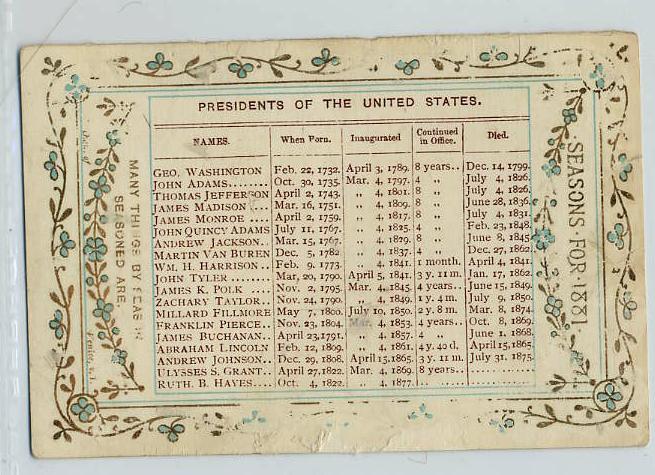 PRESIDENTS OF THE UNITED STATES.
NAMES. When Born. Inaugurated Continued in Office. Died.
GEO. WASHINGTON Feb. 22, 1732. April 3, 1789. 8 years.. Dec. 14, 1799.
JOHN ADAMS........ Oct. 30, 1735. Mar. 4, 1797. 4 „ July 4, 1826.
THOMAS JEFFERSON April 2, 1743. „ 4, 1801. 8 „ July 4, 1826.
JAMES MADISON .... Mar. 16, 1751. „ 4, 1809. 8 „ June 28, 1836.
JAMES MONROE .... April 2, 1759. „ 4, 1817. 8 „ July 4, 1831.
JOHN QUINCY ADAMS July 11, 1767. „ 4, 1825. 4 „ Feb. 23, 1848.
ANDREW JACKSON.. Mar. 15, 1767. „ 4, 1829. 8 „ June 8, 1845.
MARTIN VAN BUREN Dec. 5, 1782 „ 4, 1837. 4 „ Dec. 27, 1862
WM. H. HARRISON.. Feb. 9, 1773. „ 4, 1841. 1 month. April 4, 1841.
JOHN TYLER ........ Mar. 20, 1790. April 5, 1841. 3 y. 11 m. Jan. 17, 1862.
JAMES K. POLK .... Nov. 2, 1795. Mar. 4, 1845. 4 years.. June 15, 1849.
ZACHARY TAYLOR.. Nov. 24, 1790. „ 4, 1849. 1 y. 4 m. July 9, 1850.
MILLARD FILLMORE May 7, 1800. July 10, 1850. 2 y. 8 m. Mar. 8, 1874.
FRANKLIN PIERCE.. Nov. 23, 1804. Mar. 4, 1853. 4 years.. Oct. 8, 1869.
JAMES BUCHANAN.. April 23, 1791. „ 4, 1857. 4 „ June 1, 1868.
ABRAHAM LINCOLN Feb. 12, 1809. „ 4, 1861. 4 y. 40 d. April 15, 1865
ANDREW JOHNSON.. Dec. 29, 1808. April 15, 1865. 3 y. 11 m. July 31, 1875.
ULYSSES S. GRANT.. April 27, 1822. Mar. 4, 1869. 8 years..
RUTH. B. HAYES.... Oct. 4, 1822. „ 4, 1877.
MANY THINGS BY SEASON
SEASONED ARE.
SEASONS FOR 1881.